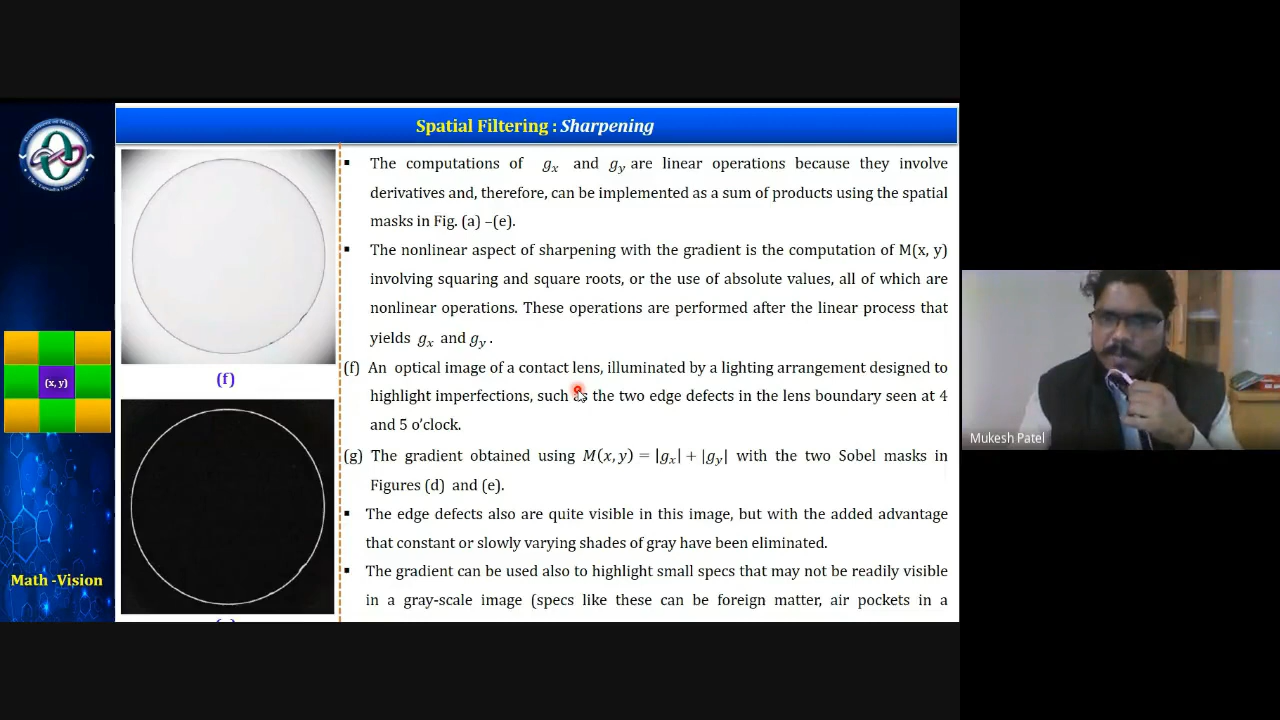 Spatial Filtering : Sharpening
▪ The computations of gₓ and g_y are linear operations because they involve
derivatives and, therefore, can be implemented as a sum of products using the spatial
masks in Fig. (a) –(e).
▪ The nonlinear aspect of sharpening with the gradient is the computation of M(x, y)
involving squaring and square roots, or the use of absolute values, all of which are
nonlinear operations. These operations are performed after the linear process that
yields gₓ and g_y .
(f) An optical image of a contact lens, illuminated by a lighting arrangement designed to
highlight imperfections, such as the two edge defects in the lens boundary seen at 4
and 5 o’clock.
(g) The gradient obtained using M(x, y) = |gₓ| + |g_y| with the two Sobel masks in
Figures (d) and (e).
▪ The edge defects also are quite visible in this image, but with the added advantage
that constant or slowly varying shades of gray have been eliminated.
▪ The gradient can be used also to highlight small specs that may not be readily visible
in a gray-scale image (specs like these can be foreign matter, air pockets in a
(f)
(x, y)
Math -Vision
Mukesh Patel